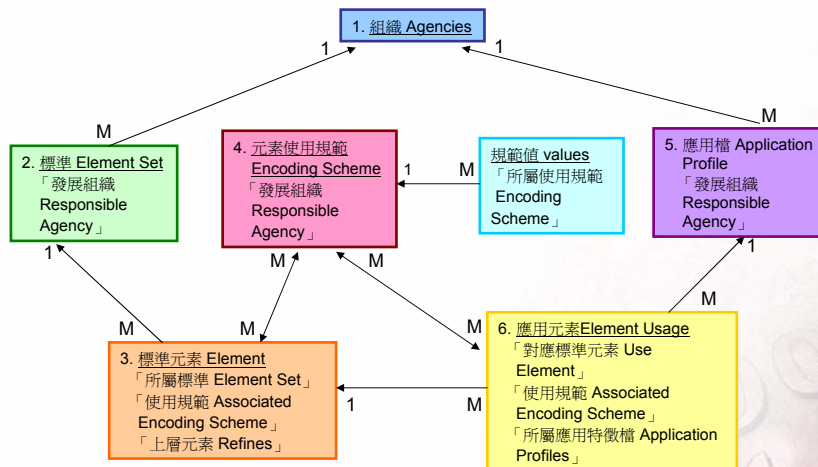 1. 組織 Agencies
1
1
M
M
2. 標準 Element Set
「發展組織
Responsible
Agency」
4. 元素使用規範
Encoding Scheme
「發展組織
Responsible
Agency」
1
M
規範值 values
「所屬使用規範
Encoding
Scheme」
5. 應用檔 Application
Profile
「發展組織
Responsible
Agency」
1
M
M
1
M
M
M
M
3. 標準元素 Element
「所屬標準 Element Set」
「使用規範 Associated
Encoding Scheme」
「上層元素 Refines」
1
M
6. 應用元素Element Usage
「對應標準元素 Use
Element」
「使用規範 Associated
Encoding Scheme」
「所屬應用特徵檔 Application
Profiles」